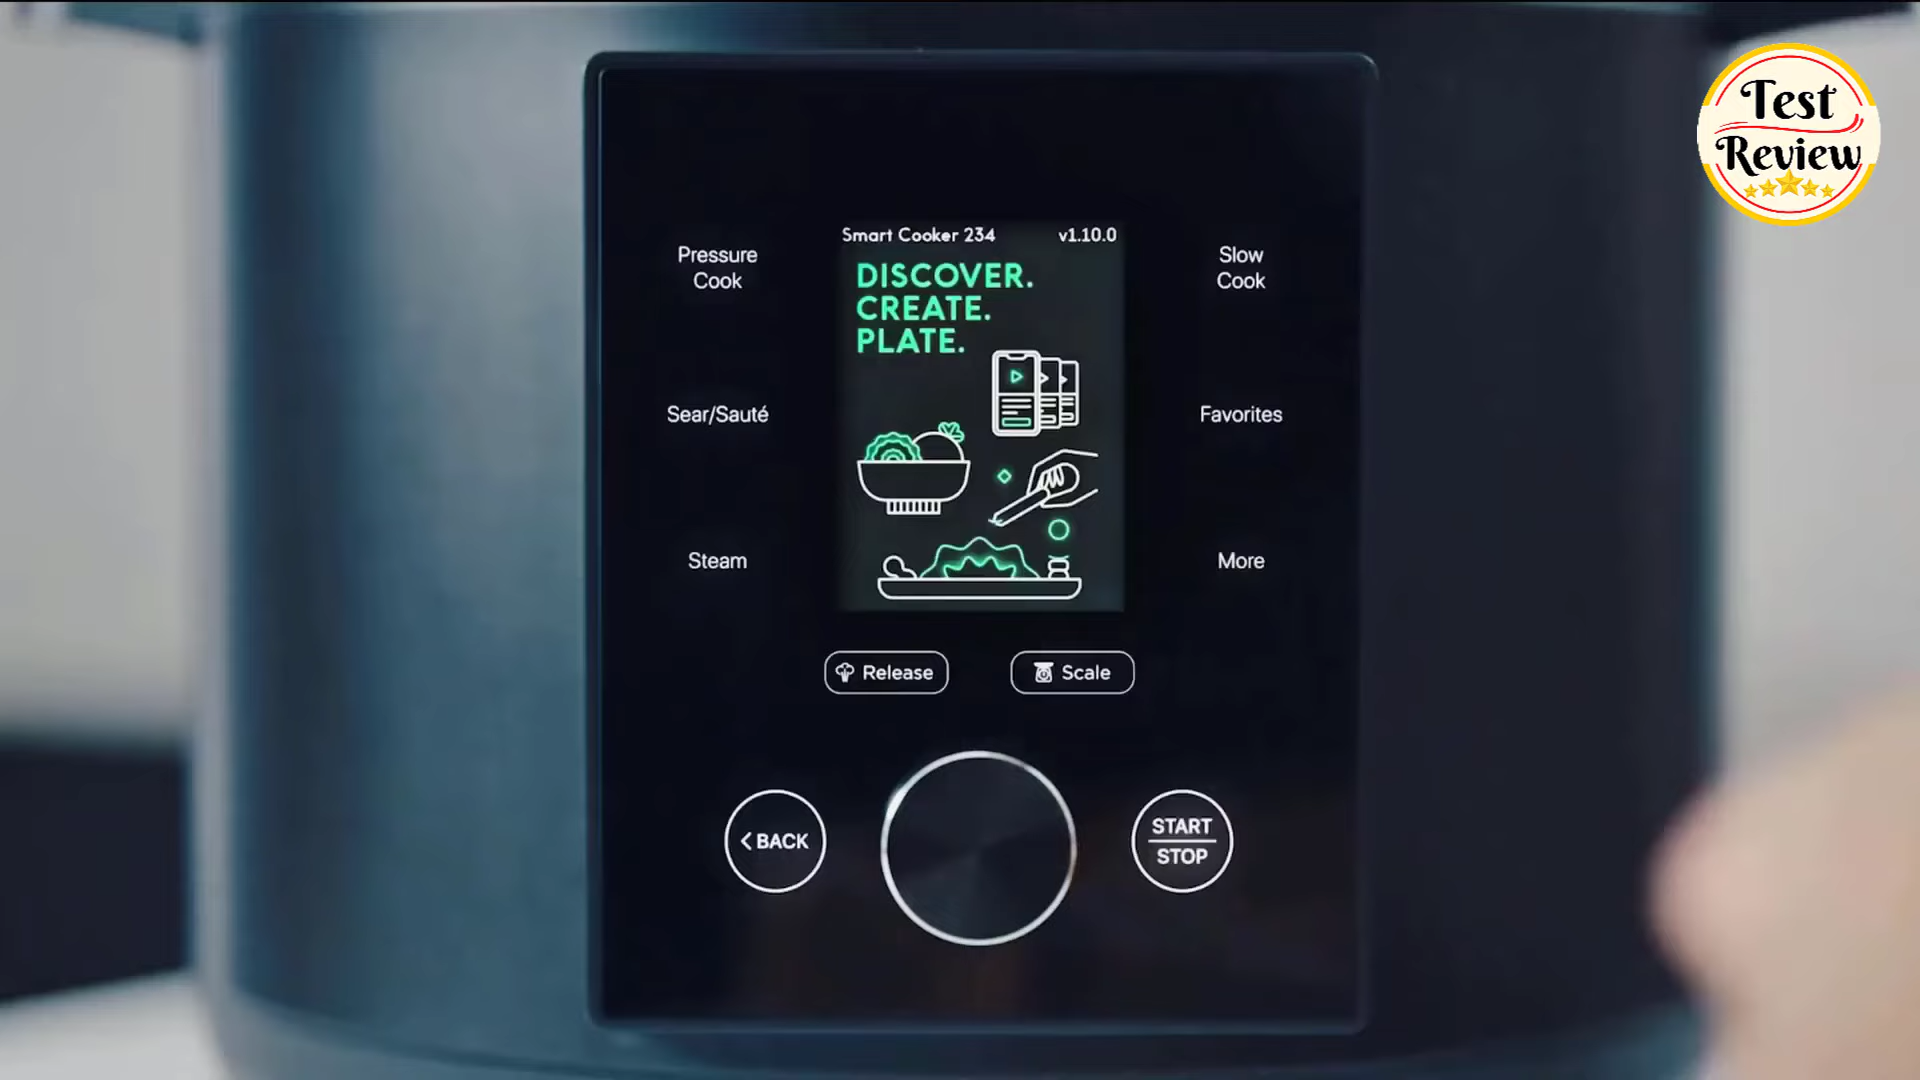 Test
Review
Smart Cooker 234 v1.10.0
DISCOVER.
CREATE.
PLATE.
Pressure
Cook
Slow
Cook
Sear/Sauté
Favorites
Steam
More
Release
Scale
< BACK
START
STOP